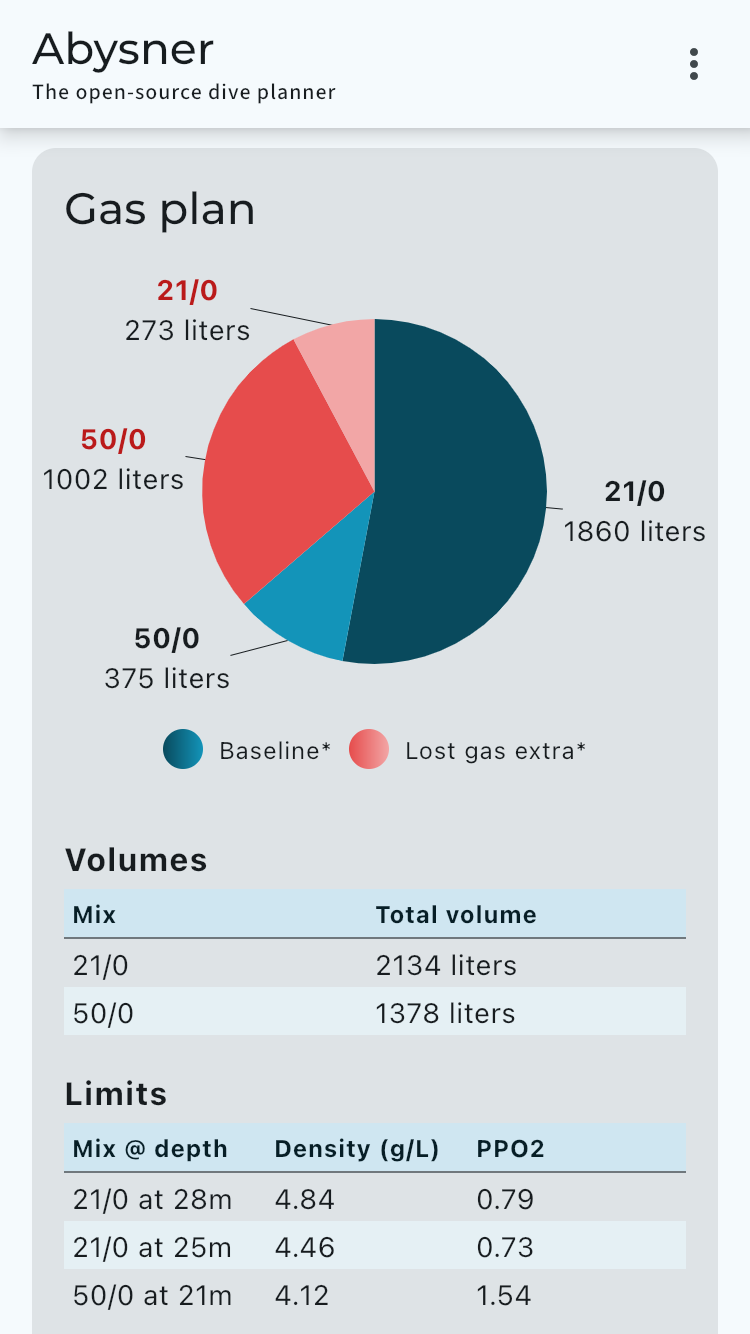 Abysner
The open-source dive planner
Gas plan
21/0
273 liters
50/0
1002 liters
21/0
1860 liters
50/0
375 liters
Baseline* Lost gas extra*
Volumes
Mix Total volume
21/0 2134 liters
50/0 1378 liters
Limits
Mix @ depth Density (g/L) PPO2
21/0 at 28m 4.84 0.79
21/0 at 25m 4.46 0.73
50/0 at 21m 4.12 1.54